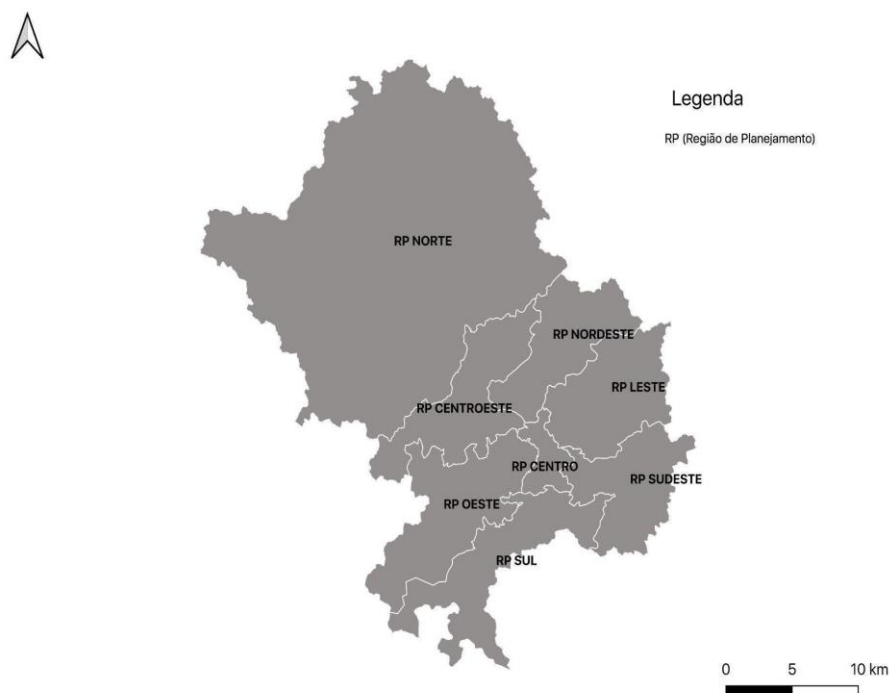 Legenda
RP (Região de Planejamento)
RP NORTE
RP NORDESTE
RP LESTE
RP CENTROESTE
RP CENTRO
RP SUDESTE
RP OESTE
RP SUL
0 5 10 km